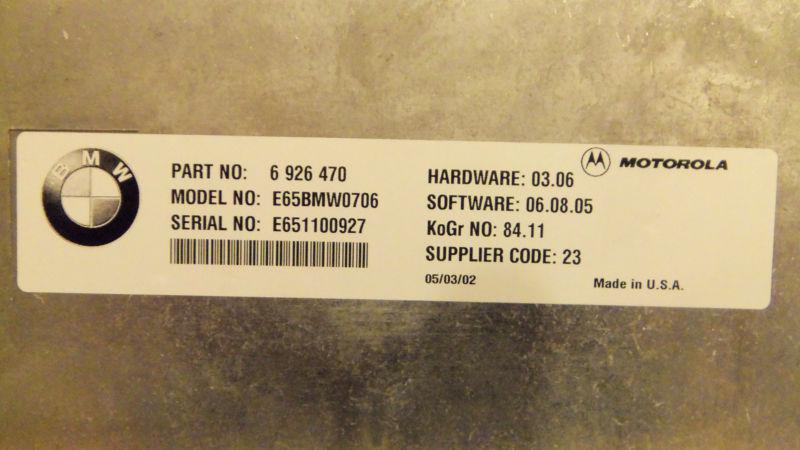 BMW
PART NO: 6 926 470
MODEL NO: E65BMW0706
SERIAL NO: E651100927
MOTOROLA
HARDWARE: 03.06
SOFTWARE: 06.08.05
KoGr NO: 84.11
SUPPLIER CODE: 23
05/03/02
Made in U.S.A.